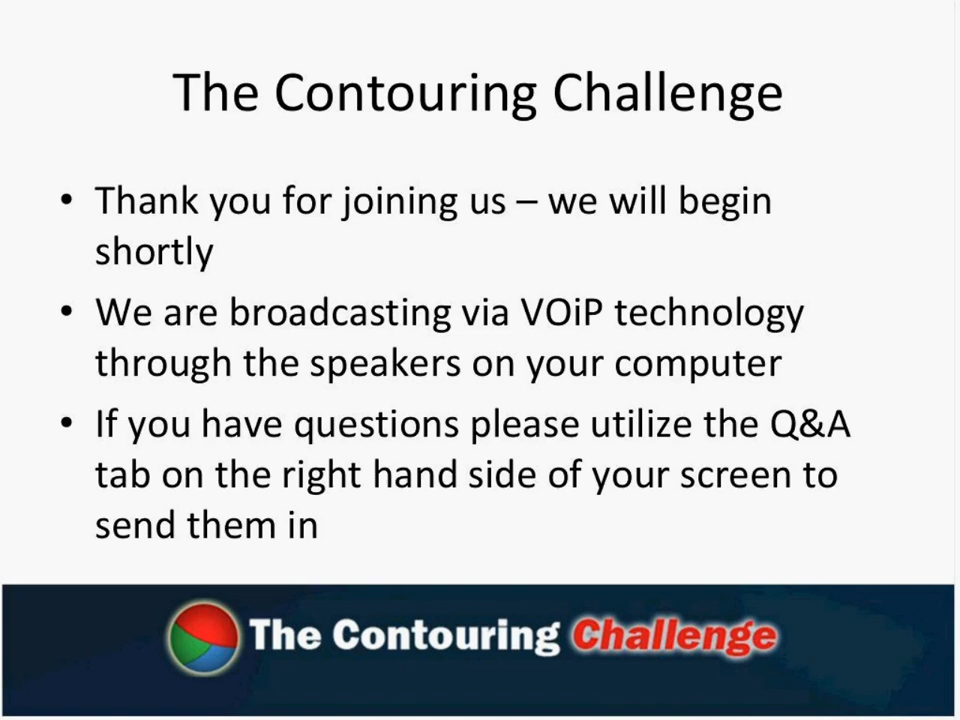 The Contouring Challenge
• Thank you for joining us – we will begin
shortly
• We are broadcasting via VOiP technology
through the speakers on your computer
• If you have questions please utilize the Q&A
tab on the right hand side of your screen to
send them in
The Contouring Challenge